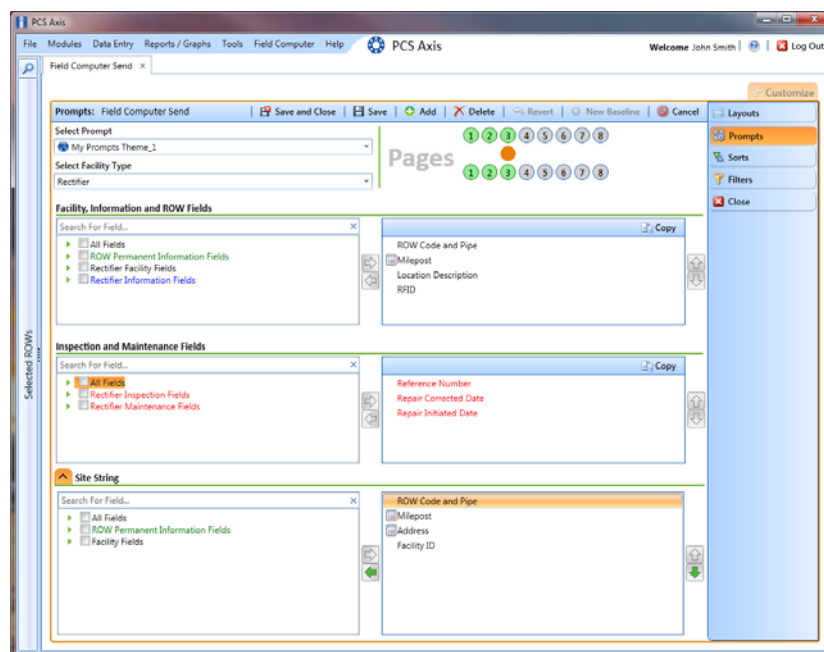 PCS Axis
File Modules Data Entry Reports / Graphs Tools Field Computer Help PCS Axis Welcome John Smith Log Out
Field Computer Send ×
Customize
Prompts: Field Computer Send Save and Close Save Add Delete Revert New Baseline Cancel
Layouts
Prompts
Sorts
Filters
Close
Select Prompt
My Prompts Theme_1
Select Facility Type
Rectifier
Pages
1 2 3 4 5 6 7 8
1 2 3 4 5 6 7 8
Facility, Information and ROW Fields
Search For Field...
All Fields
ROW Permanent Information Fields
Rectifier Facility Fields
Rectifier Information Fields
Copy
ROW Code and Pipe
Milepost
Location Description
RFID
Inspection and Maintenance Fields
Search For Field...
All Fields
Rectifier Inspection Fields
Rectifier Maintenance Fields
Copy
Reference Number
Repair Corrected Date
Repair Initiated Date
Site String
Search For Field...
All Fields
ROW Permanent Information Fields
Facility Fields
ROW Code and Pipe
Milepost
Address
Facility ID
Selected ROWs